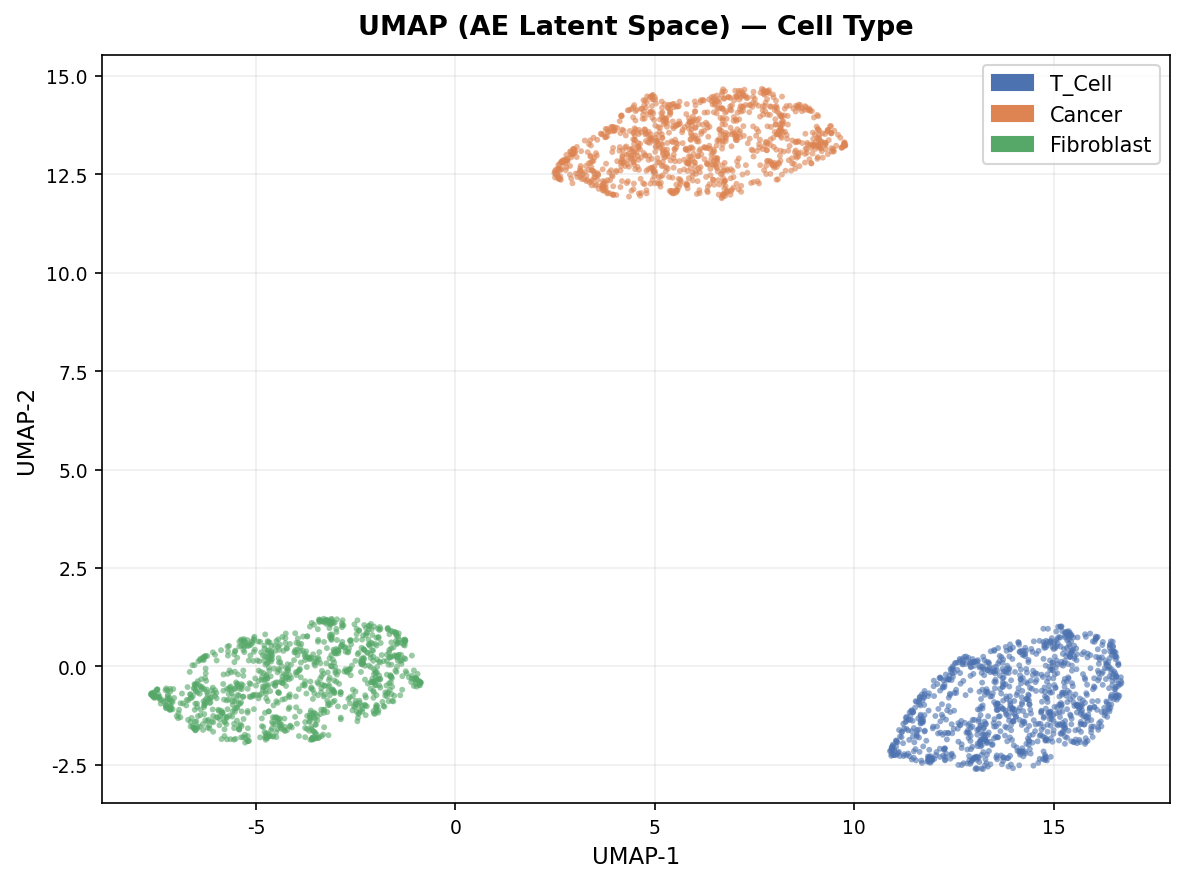 UMAP (AE Latent Space) — Cell Type
T_Cell
Cancer
Fibroblast
15.0
12.5
10.0
7.5
5.0
2.5
0.0
-2.5
UMAP-2
-5
0
5
10
15
UMAP-1